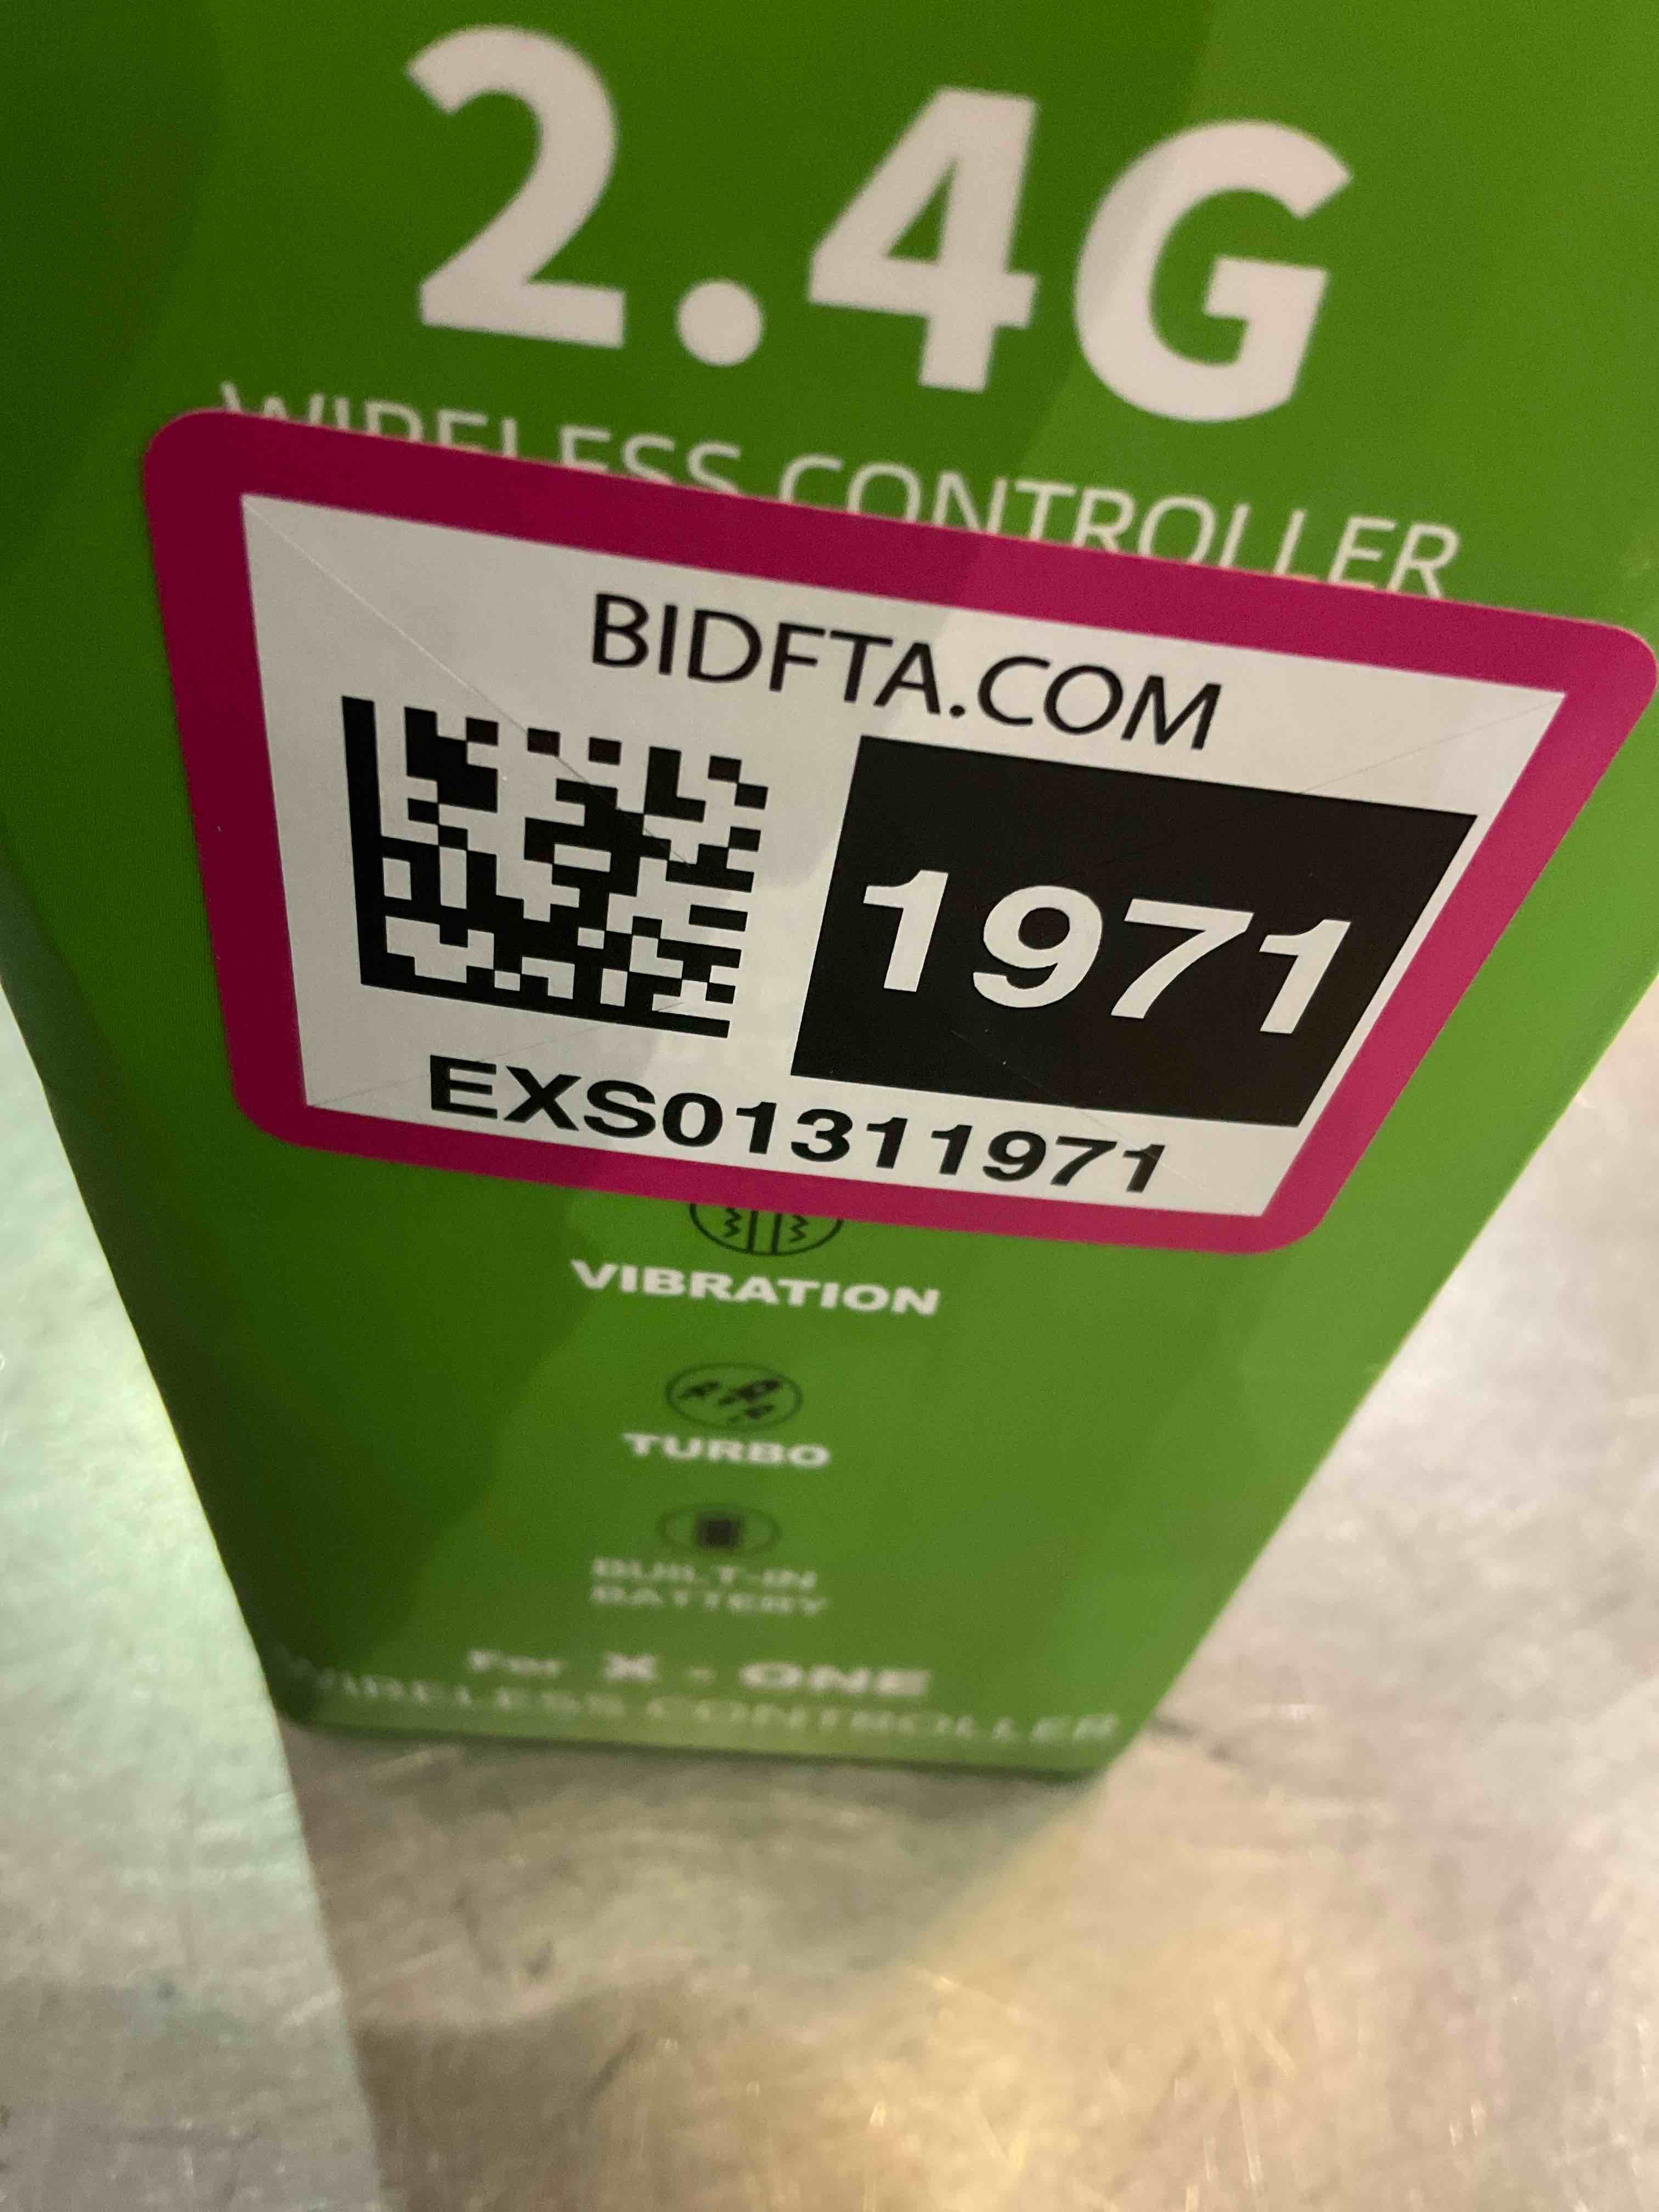 2.4G
WIRELESS CONTROLLER
BIDFTA.COM
1971
EXS01311971
VIBRATION
TURBO
BUILT-IN
BATTERY
For X - ONE
WIRELESS CONTROLLER